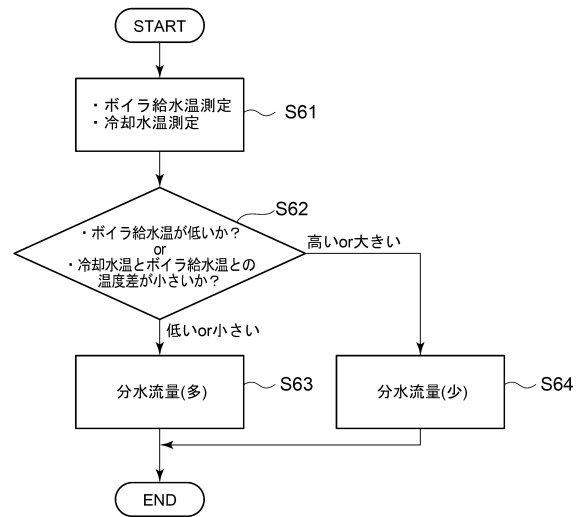 START
・ボイラ給水温測定
・冷却水温測定
S61
S62
・ボイラ給水温が低いか？
or
・冷却水温とボイラ給水温との
温度差が小さいか？
高いor大きい
低いor小さい
分水流量(多)
S63
分水流量(少)
S64
END